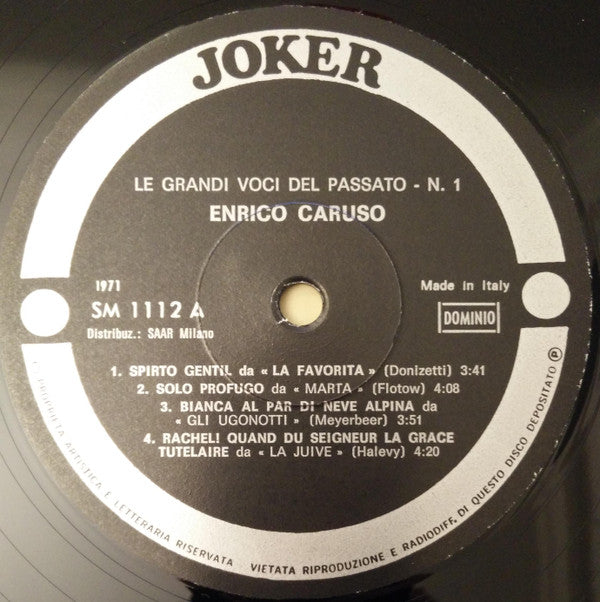 JOKER
LE GRANDI VOCI DEL PASSATO - N. 1
ENRICO CARUSO
1971
SM 1112 A
Distribuz.: SAAR Milano
Made in Italy
DOMINIO
1. SPIRTO GENTIL da « LA FAVORITA » (Donizetti) 3:41
2. SOLO PROFUGO da « MARTA » (Flotow) 4:08
3. BIANCA AL PAR DI NEVE ALPINA da
« GLI UGONOTTI » (Meyerbeer) 3:51
4. RACHEL! QUAND DU SEIGNEUR LA GRACE
TUTELAIRE da « LA JUIVE » (Halevy) 4:20
PROPRIETA ARTISTICA E LETTERARIA RISERVATA VIETATA RIPRODUZIONE E RADIODIFF. DI QUESTO DISCO DEPOSITATO Ⓟ